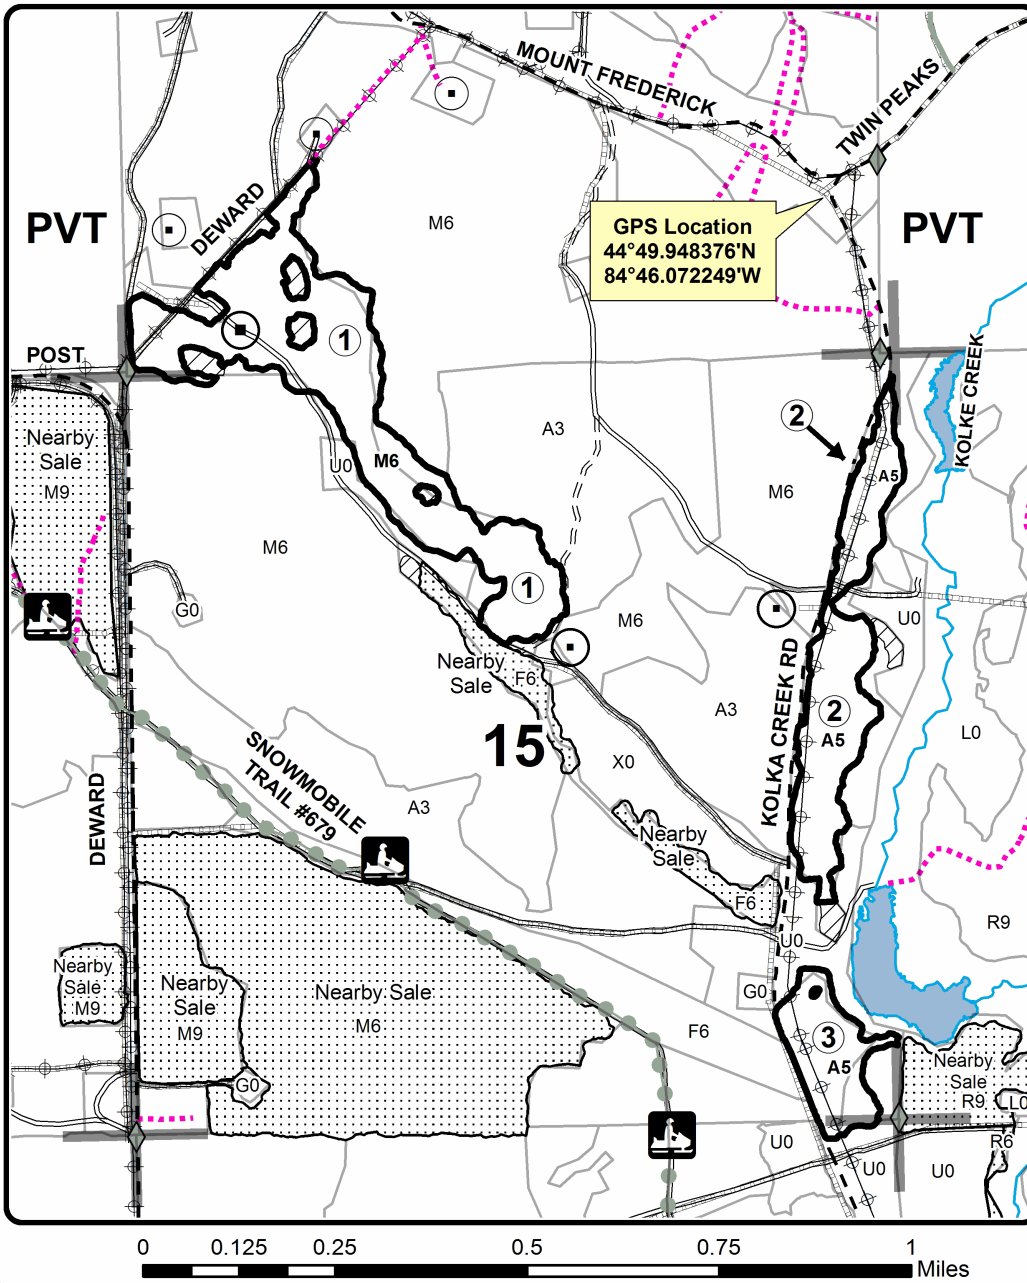 MOUNT FREDERICK
TWIN PEAKS
PVT
DEWARD
M6
GPS Location
44°49.948376'N
84°46.072249'W
PVT
1
POST
KOLKE CREEK
2
Nearby
Sale
M9
A3
U0
M6
M6
A5
M6
1
G0
M6
U0
Nearby
Sale
F6
KOLKA CREEK RD
2
A5
A3
15
X0
L0
SNOWMOBILE
TRAIL #679
DEWARD
A3
Nearby
Sale
F6
R9
U0
Nearby
Sale
M9
Nearby
Sale
M9
Nearby Sale
M6
G0
F6
3
A5
Nearby
Sale
R9
L0
G0
U0
R6
U0
U0
0 0.125 0.25 0.5 0.75 1
Miles